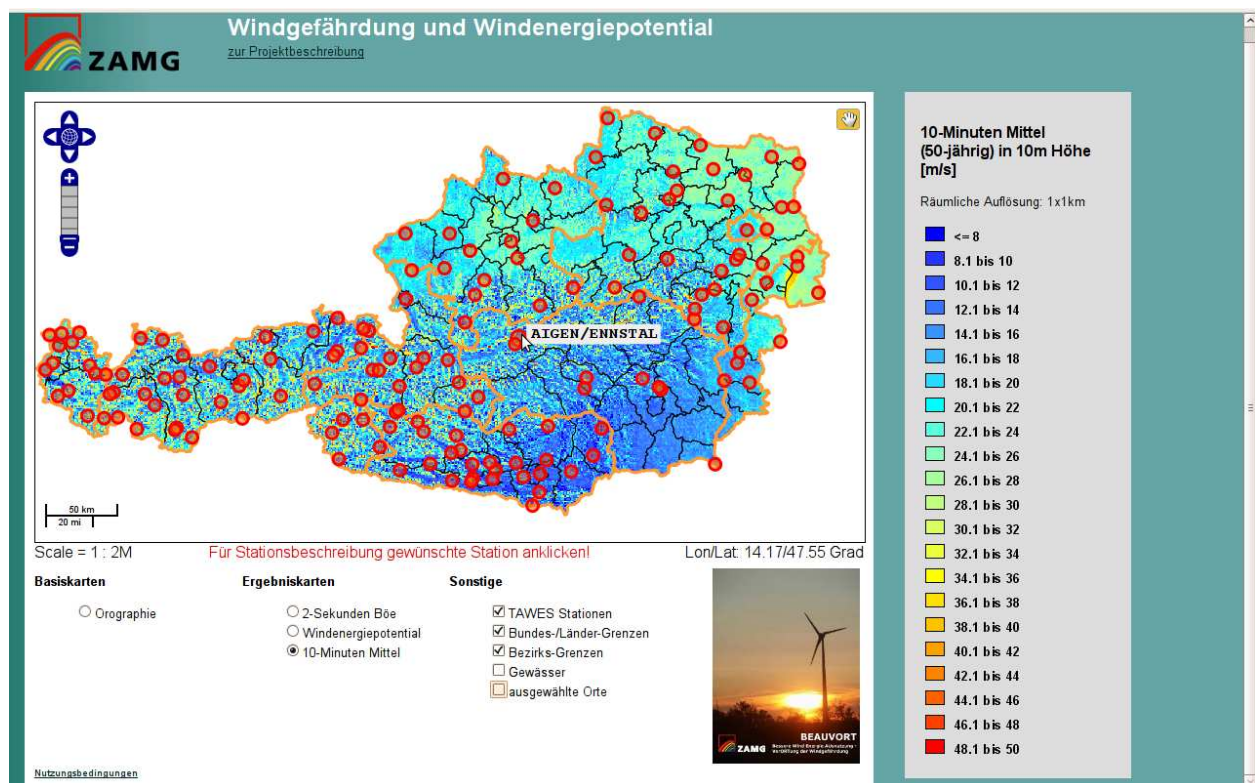 ZAMG
Windgefährdung und Windenergiepotential
zur Projektbeschreibung
AIGEN/ENNSTAL
50 km
20 mi
Scale = 1 : 2M
Für Stationsbeschreibung gewünschte Station anklicken!
Lon/Lat: 14.17/47.55 Grad
Basiskarten
Orographie
Ergebniskarten
2-Sekunden Böe
Windenergiepotential
10-Minuten Mittel
Sonstige
TAWES Stationen
Bundes-/Länder-Grenzen
Bezirks-Grenzen
Gewässer
ausgewählte Orte
BEAUVORT
ZAMG
Bessere Wind Energie Ausnutzung -
Nutzungsbedingungen
10-Minuten Mittel
(50-jährig) in 10m Höhe
[m/s]
Räumliche Auflösung: 1x1km
<= 8
8.1 bis 10
10.1 bis 12
12.1 bis 14
14.1 bis 16
16.1 bis 18
18.1 bis 20
20.1 bis 22
22.1 bis 24
24.1 bis 26
26.1 bis 28
28.1 bis 30
30.1 bis 32
32.1 bis 34
34.1 bis 36
36.1 bis 38
38.1 bis 40
40.1 bis 42
42.1 bis 44
44.1 bis 46
46.1 bis 48
48.1 bis 50